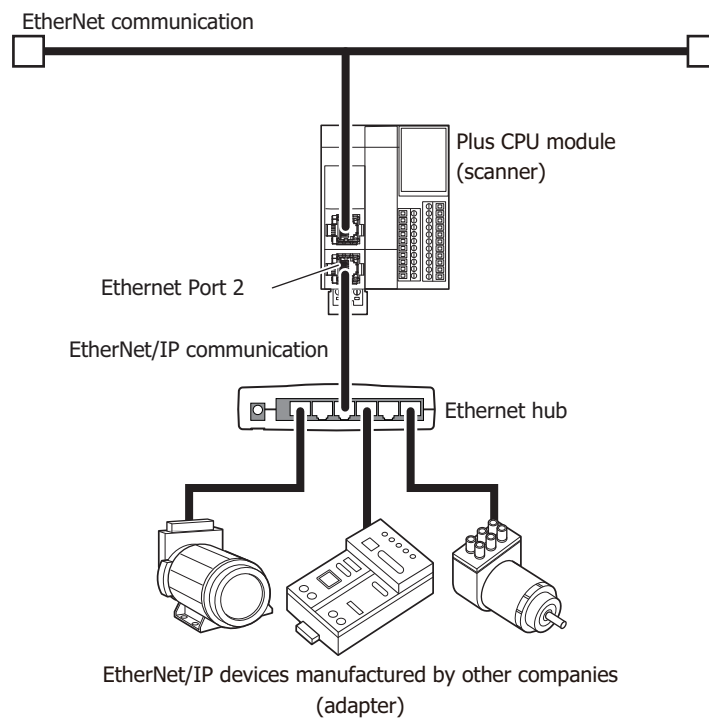 EtherNet communication
Plus CPU module
(scanner)
Ethernet Port 2
EtherNet/IP communication
Ethernet hub
EtherNet/IP devices manufactured by other companies
(adapter)